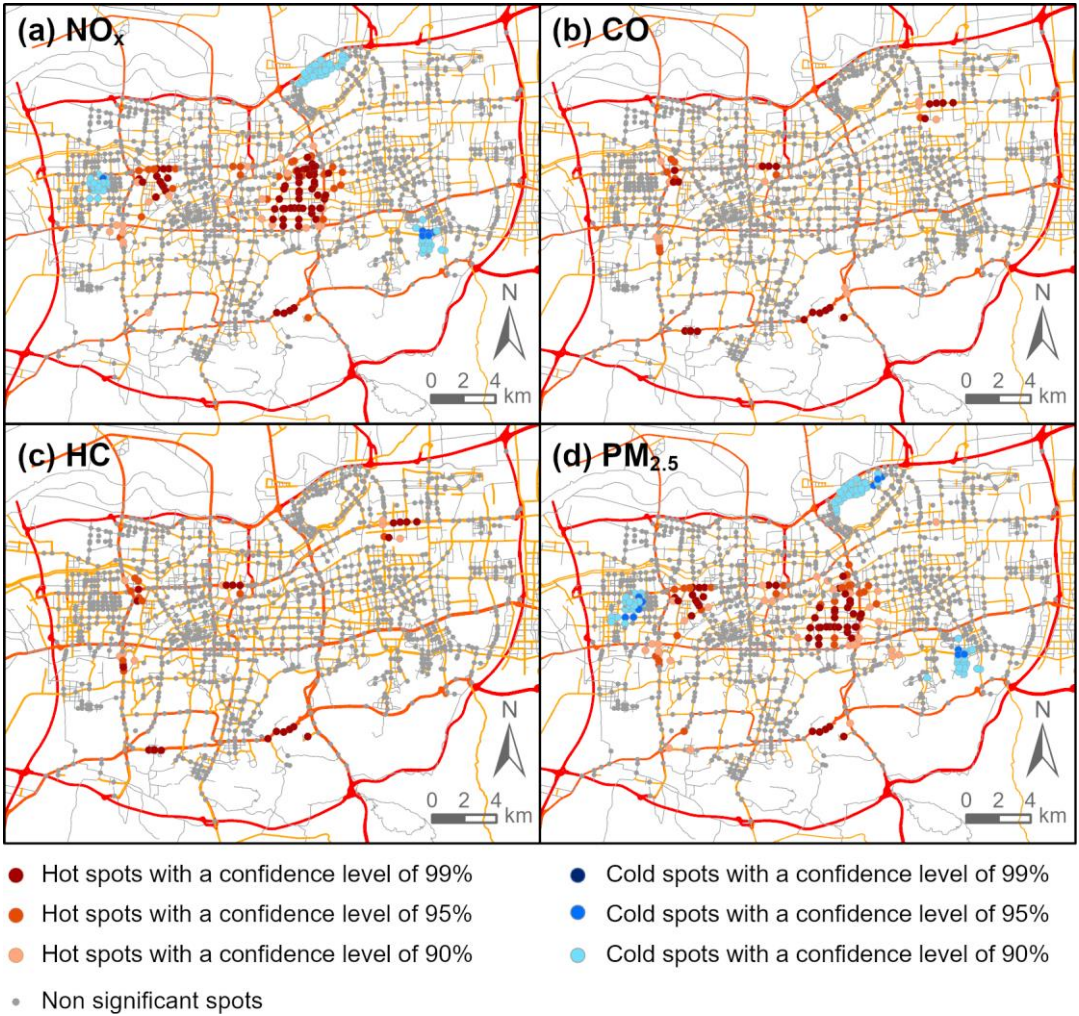 (a) NOₓ
N
0 2 4
km
(b) CO
N
0 2 4
km
(c) HC
N
0 2 4
km
(d) PM₂.₅
N
0 2 4
km
Hot spots with a confidence level of 99%
Hot spots with a confidence level of 95%
Hot spots with a confidence level of 90%
Non significant spots
Cold spots with a confidence level of 99%
Cold spots with a confidence level of 95%
Cold spots with a confidence level of 90%